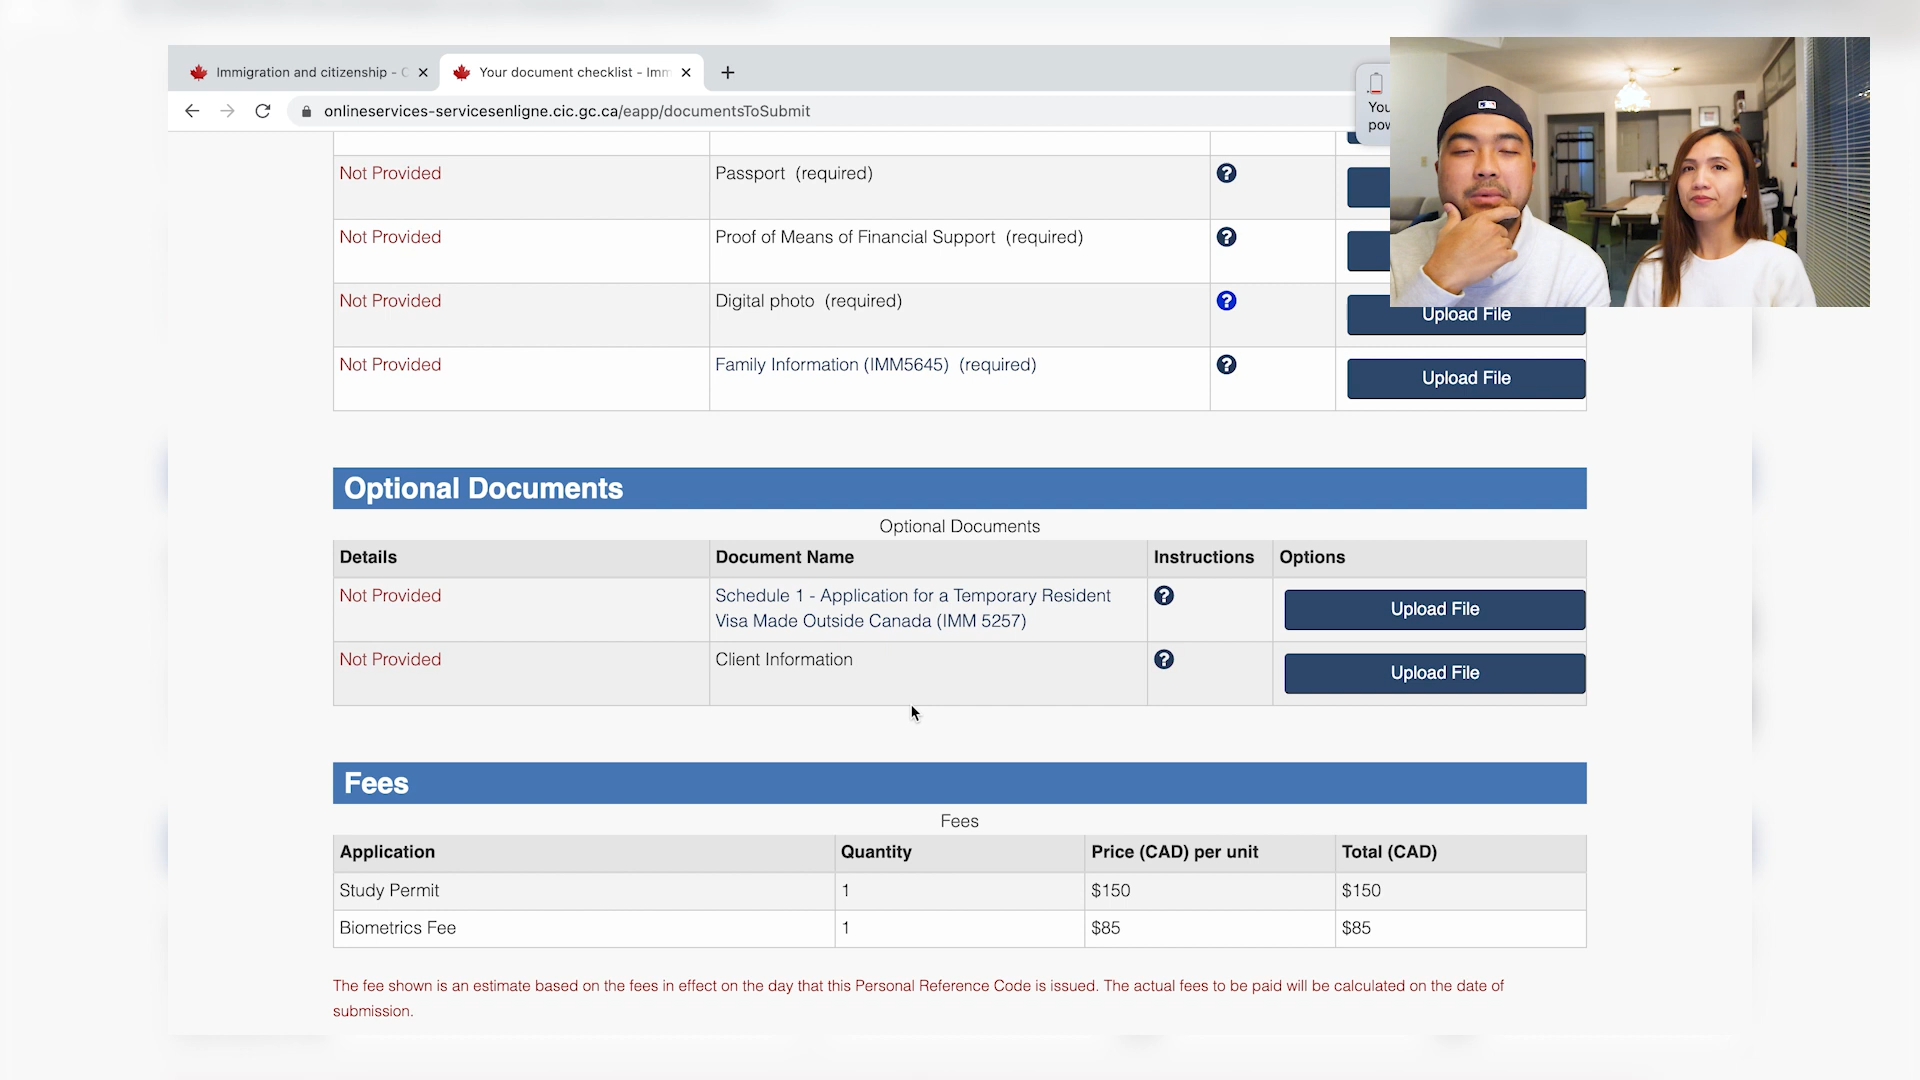 Immigration and citizenship - C
Your document checklist - Imm
onlineservices-servicesenligne.cic.gc.ca/eapp/documentsToSubmit
You
pow
Not Provided
Passport (required)
Not Provided
Proof of Means of Financial Support (required)
Not Provided
Digital photo (required)
Upload File
Not Provided
Family Information (IMM5645) (required)
Upload File
Optional Documents
Optional Documents
Details Document Name Instructions Options
Not Provided
Schedule 1 - Application for a Temporary Resident
Visa Made Outside Canada (IMM 5257)
Upload File
Not Provided
Client Information
Upload File
Fees
Fees
Application Quantity Price (CAD) per unit Total (CAD)
Study Permit 1 $150 $150
Biometrics Fee 1 $85 $85
The fee shown is an estimate based on the fees in effect on the day that this Personal Reference Code is issued. The actual fees to be paid will be calculated on the date of
submission.